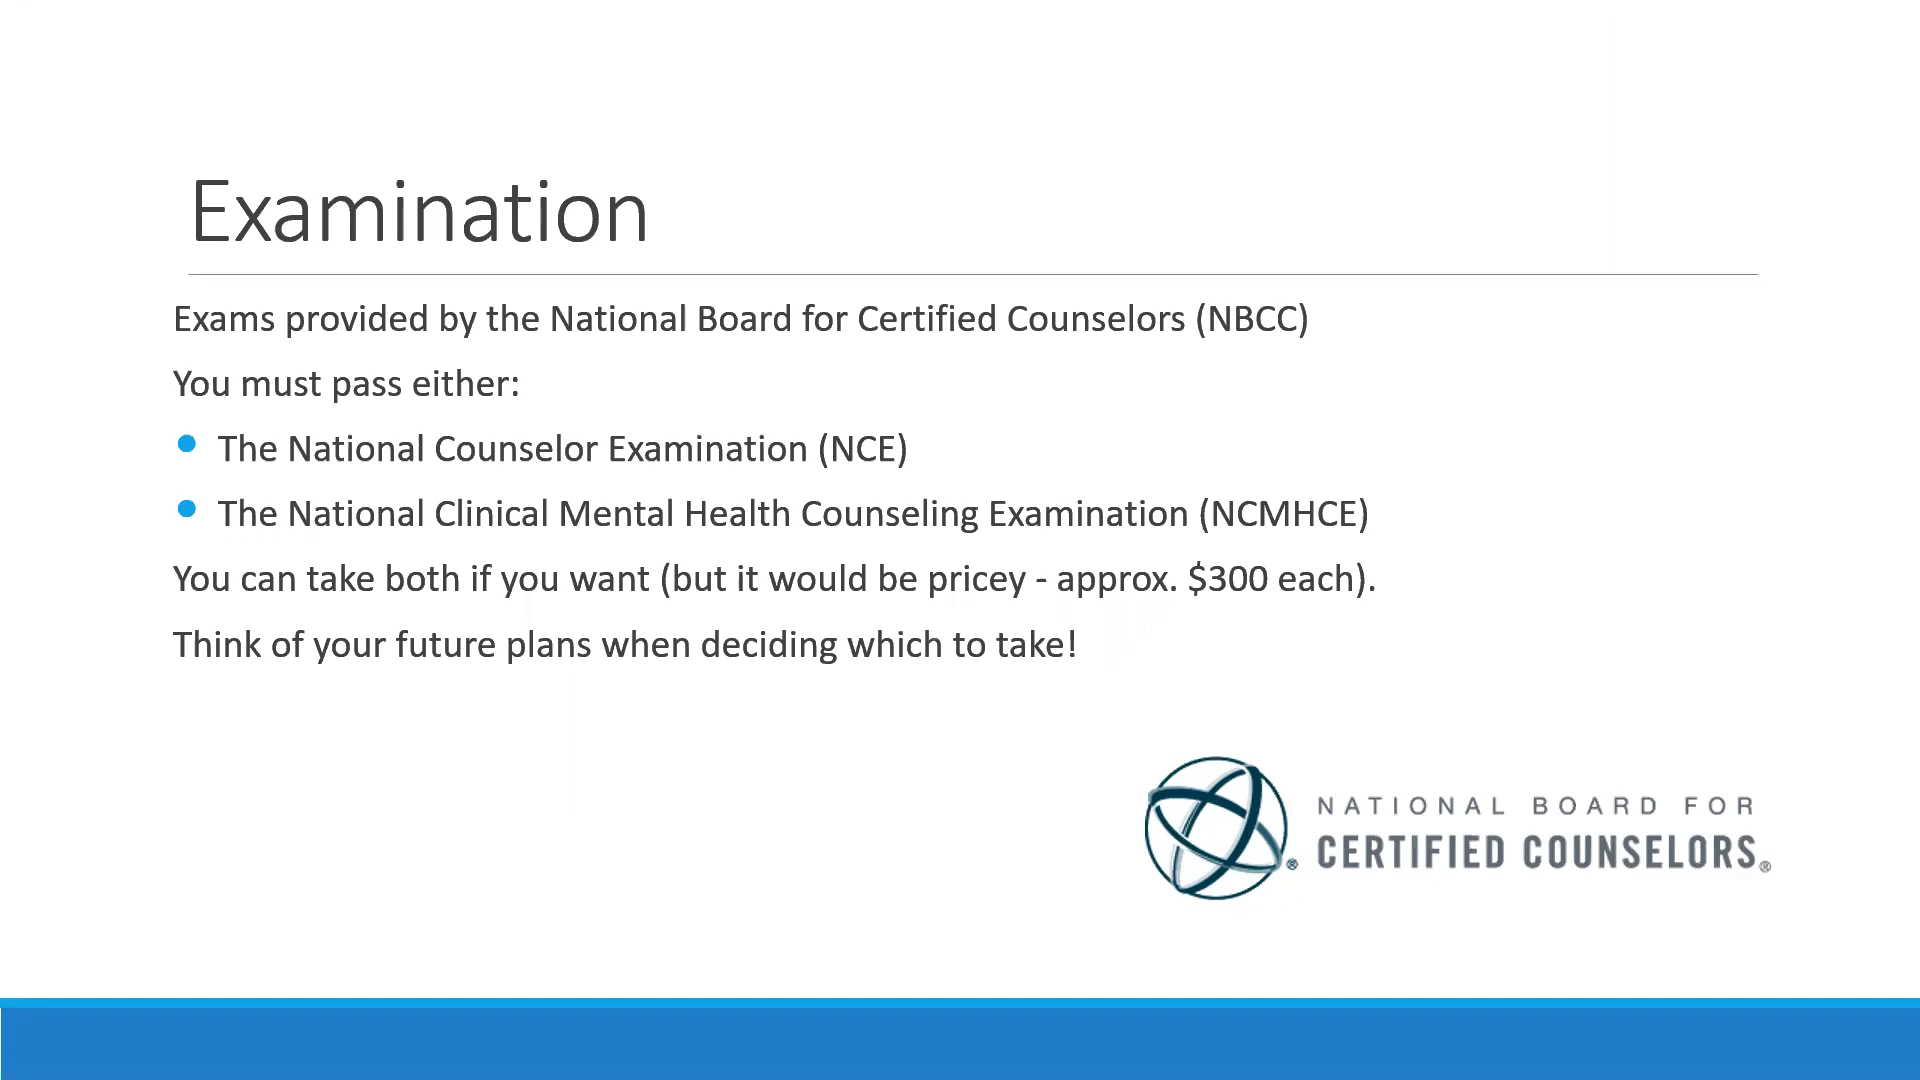 Examination
Exams provided by the National Board for Certified Counselors (NBCC)
You must pass either:
The National Counselor Examination (NCE)
The National Clinical Mental Health Counseling Examination (NCMHCE)
You can take both if you want (but it would be pricey - approx. $300 each).
Think of your future plans when deciding which to take!
NATIONAL BOARD FOR
® CERTIFIED COUNSELORS®